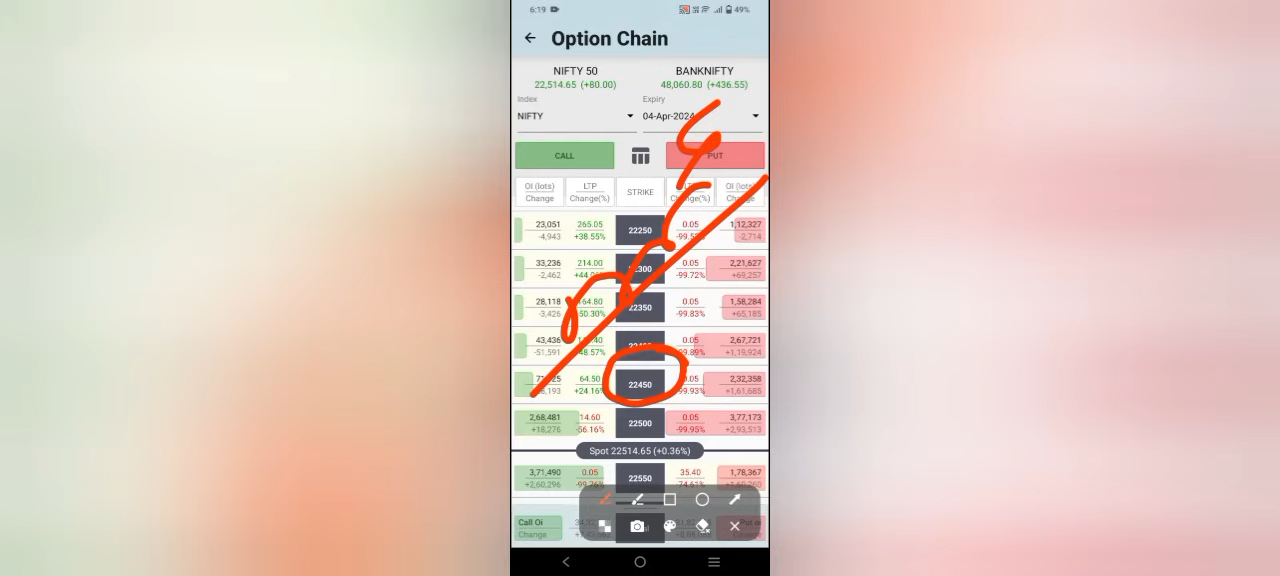 6:19 49%
Option Chain
NIFTY 50 BANKNIFTY
22,514.65 (+80.00) 48,060.80 (+436.55)
Index Expiry
NIFTY 04-Apr-2024
CALL PUT
OI (lots) LTP STRIKE OI (lots)
Change Change(%)
23,051 265.05 22250 0.05 1,12,327
-4,943 +38.55% -2,714
33,236 214.00 0.05 2,21,627
-2,462 -99.72% +69,257
28,118 22350 0.05 1,58,284
-3,426 -99.83% +65,185
43,436 0.05 2,67,721
-51,591 +1,19,924
64.50 22450 2,32,358
+24.16% +1,61,685
2,68,481 14.60 22500 0.05 3,77,173
+18,276 -56.16% -99.95% +2,93,513
Spot 22514.65 (+0.36%)
3,71,490 0.05 22550 35.40 1,78,367
+2,60,296
Call Oi
Change